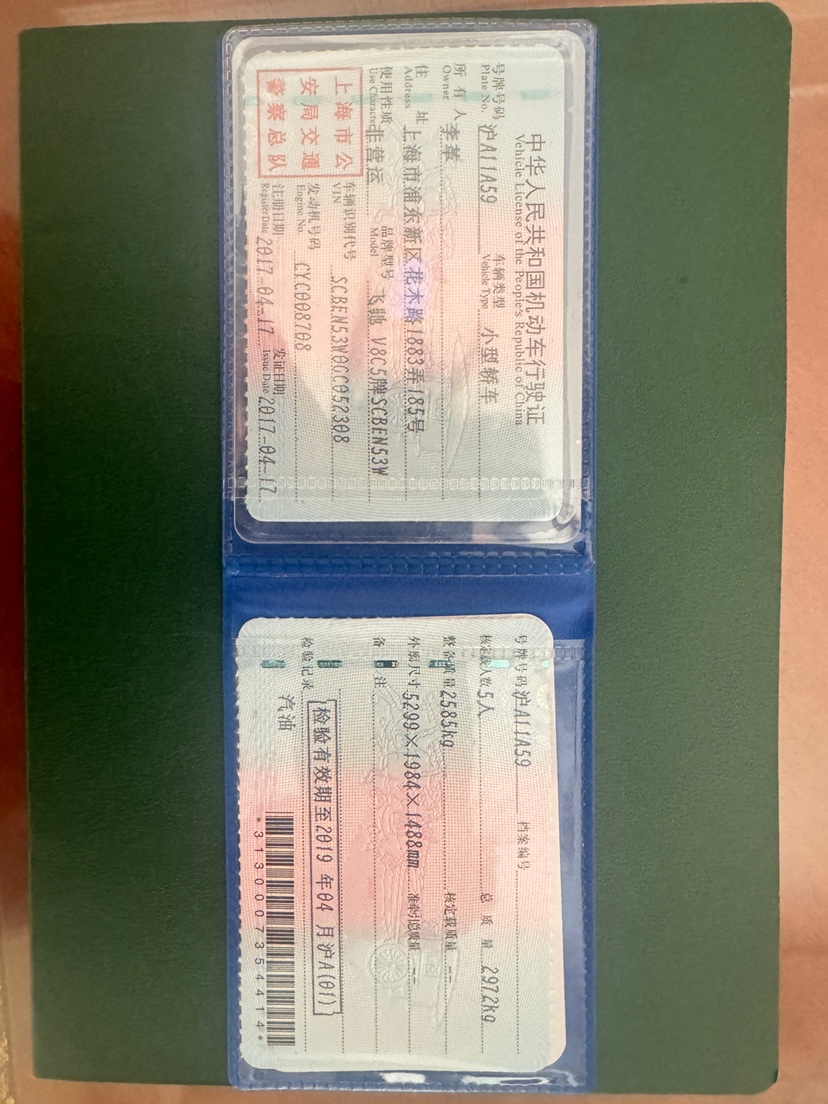 中华人民共和国机动车行驶证
Vehicle License of the People's Republic of China
号牌号码 沪A11A59 车辆类型 小型轿车
Plate No. Vehicle Type
所有人 李革
Owner
住址 上海市浦东新区花木路1883弄185号
Address
使用性质 非营运 品牌型号 飞驰 V8C5牌SCBEN53W
Use Character Model
上海市公
安局交通
警察总队
车辆识别代号 SCBEN53W0GC052308
VIN
发动机号码 CYC008708
Engine No.
注册日期 2017-04-17 发证日期 2017-04-17
Register Date Issue Date
号牌号码 沪A11A59 档案编号
核定载人数 5人 总质量 2972kg
整备质量 2585kg 核定载质量 --
外廓尺寸 5299×1984×1488mm 准牵引总质量 --
备注
检验有效期至2019年04月沪A(01)
检验记录
汽油
*3130007354414*